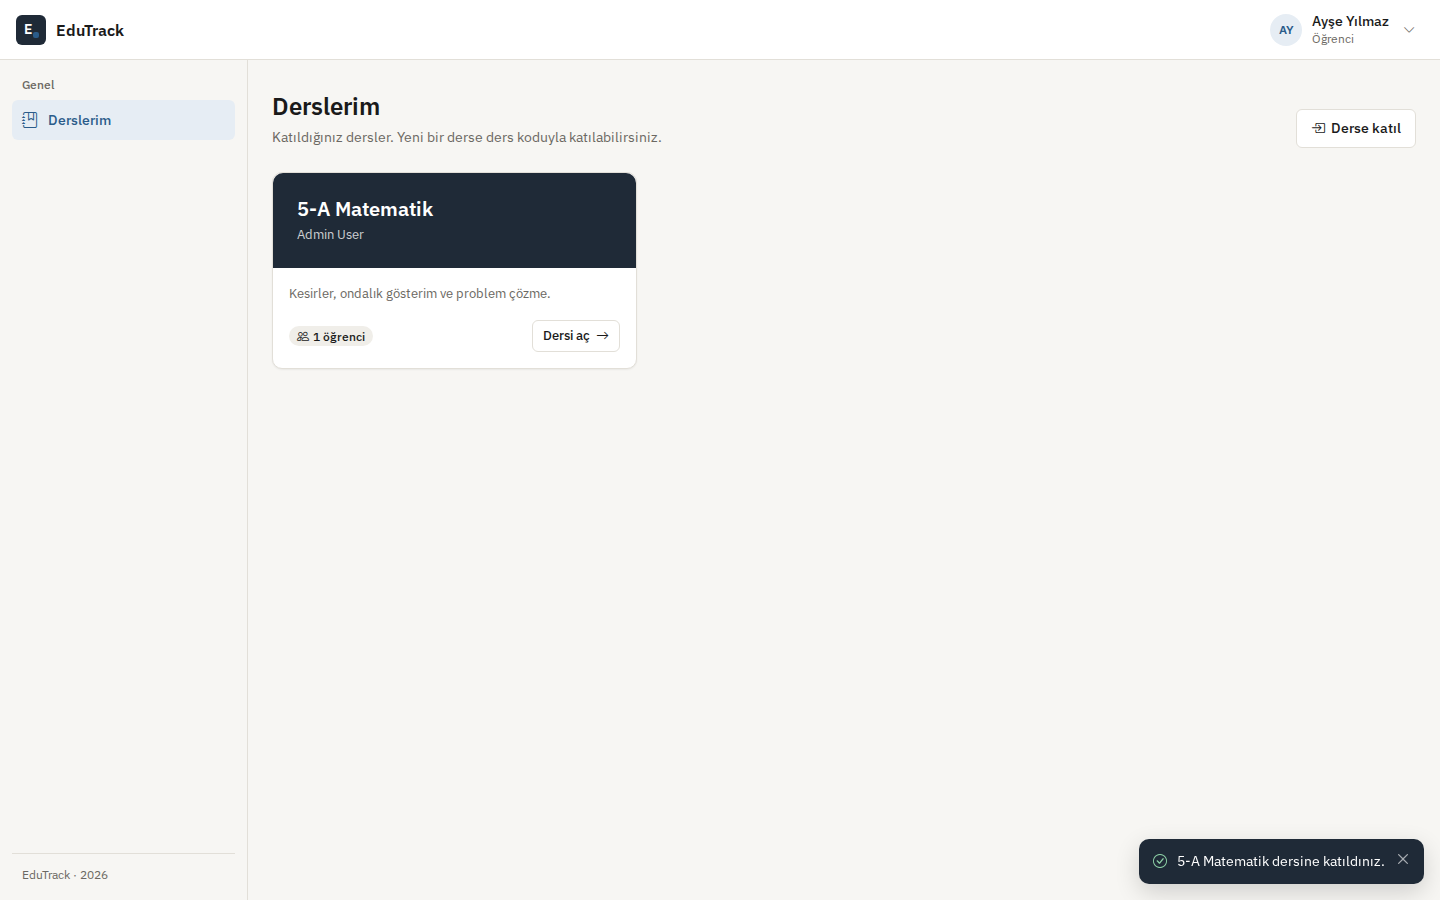 E.
EduTrack
AY
Ayşe Yılmaz
Öğrenci
Genel
Derslerim
Derslerim
Katıldığınız dersler. Yeni bir derse ders koduyla katılabilirsiniz.
Derse katıl
5-A Matematik
Admin User
Kesirler, ondalık gösterim ve problem çözme.
1 öğrenci
Dersi aç
EduTrack · 2026
5-A Matematik dersine katıldınız.